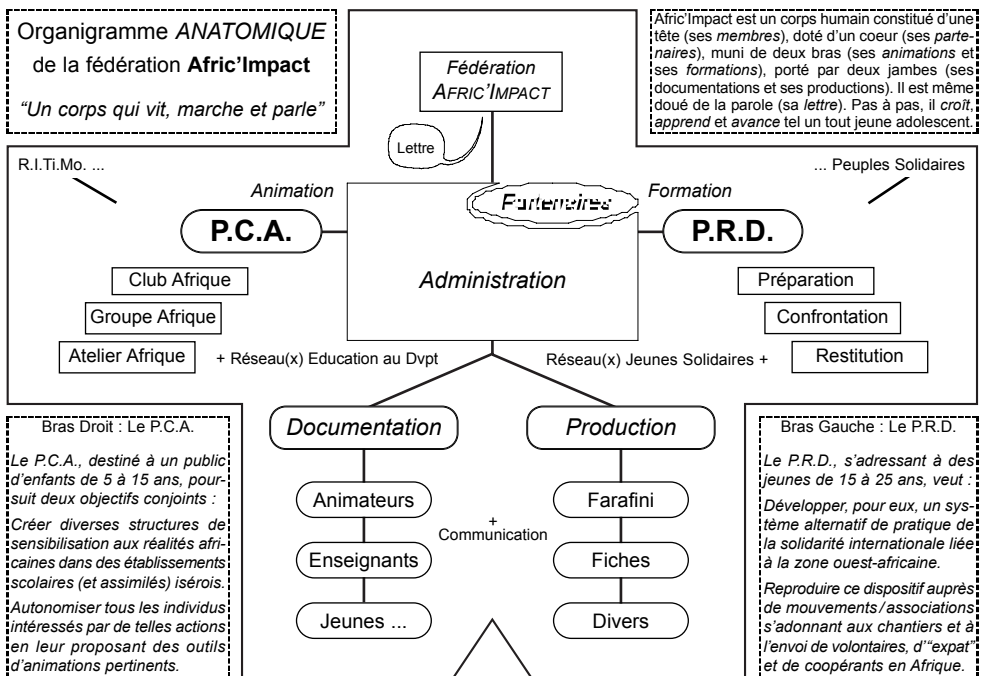 Organigramme ANATOMIQUE
de la fédération Afric'Impact
“Un corps qui vit, marche et parle”
Afric'Impact est un corps humain constitué d'une
tête (ses membres), doté d'un coeur (ses parte-
naires), muni de deux bras (ses animations et
ses formations), porté par deux jambes (ses
documentations et ses productions). Il est même
doué de la parole (sa lettre). Pas à pas, il croît,
apprend et avance tel un tout jeune adolescent.
Fédération
AFRIC'IMPACT
Lettre
R.I.Ti.Mo. ...
... Peuples Solidaires
Animation
Partenaires
Formation
P.C.A.
P.R.D.
Administration
Club Afrique
Groupe Afrique
Atelier Afrique
Préparation
Confrontation
Restitution
+ Réseau(x) Education au Dvpt
Réseau(x) Jeunes Solidaires +
Documentation
Production
Animateurs
Enseignants
Jeunes ...
+
Communication
Farafini
Fiches
Divers
Bras Droit : Le P.C.A.
Le P.C.A., destiné à un public
d'enfants de 5 à 15 ans, pour-
suit deux objectifs conjoints :
Créer diverses structures de
sensibilisation aux réalités afri-
caines dans des établissements
scolaires (et assimilés) isérois.
Autonomiser tous les individus
intéressés par de telles actions
en leur proposant des outils
d'animations pertinents.
Bras Gauche : Le P.R.D.
Le P.R.D., s'adressant à des
jeunes de 15 à 25 ans, veut :
Développer, pour eux, un sys-
tème alternatif de pratique de
la solidarité internationale liée
à la zone ouest-africaine.
Reproduire ce dispositif auprès
de mouvements/associations
s'adonnant aux chantiers et à
l'envoi de volontaires, d'“expat”
et de coopérants en Afrique.